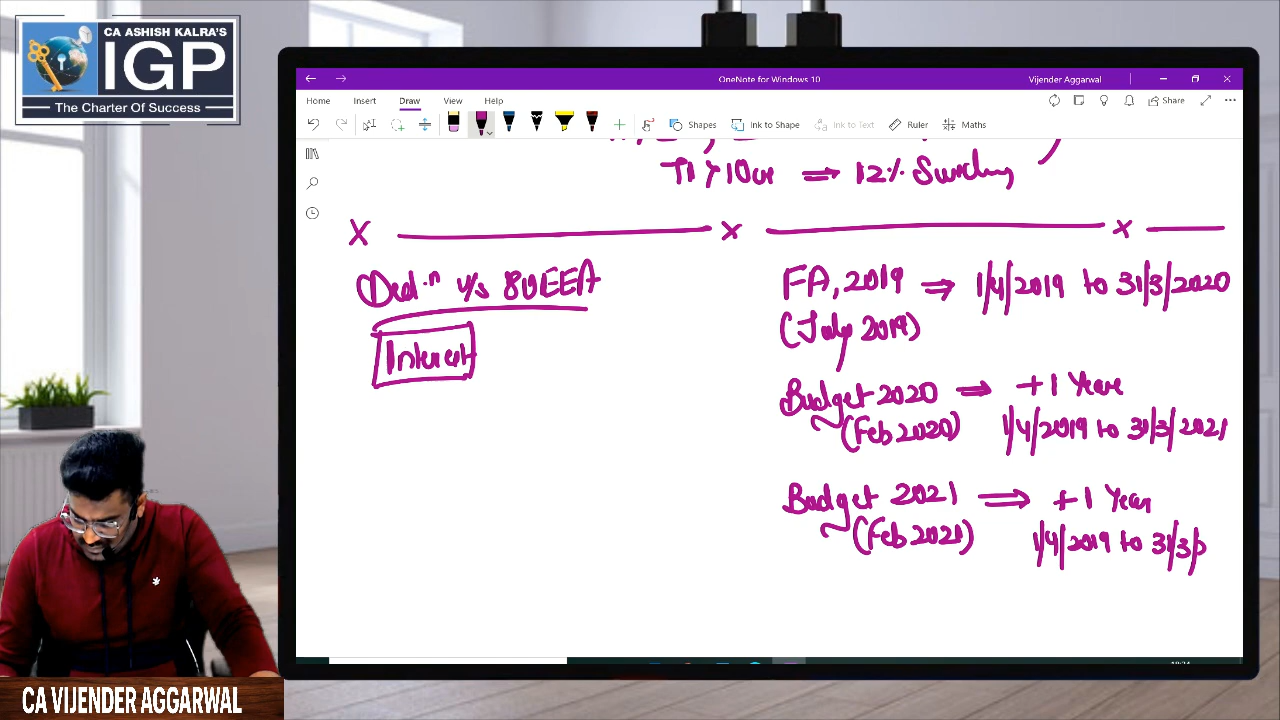 CA ASHISH KALRA'S
IGP
The Charter Of Success
OneNote for Windows 10
Vijender Aggarwal
Home Insert Draw View Help
Share
Shapes
Ink to Shape
Ink to Text
Ruler
Maths
TI > 10cr ⇒ 12%
X X X
Ded.n u/s 80EEA
Interest
FA, 2019 ⇒ 1/4/2019 to 31/3/2020
(July 2019)
Budget 2020 ⇒ +1 Year
(Feb 2020) 1/4/2019 to 31/3/2021
Budget 2021 ⇒ +1 Year
(Feb 2021) 1/4/2019 to 31/3/
CA VIJENDER AGGARWAL